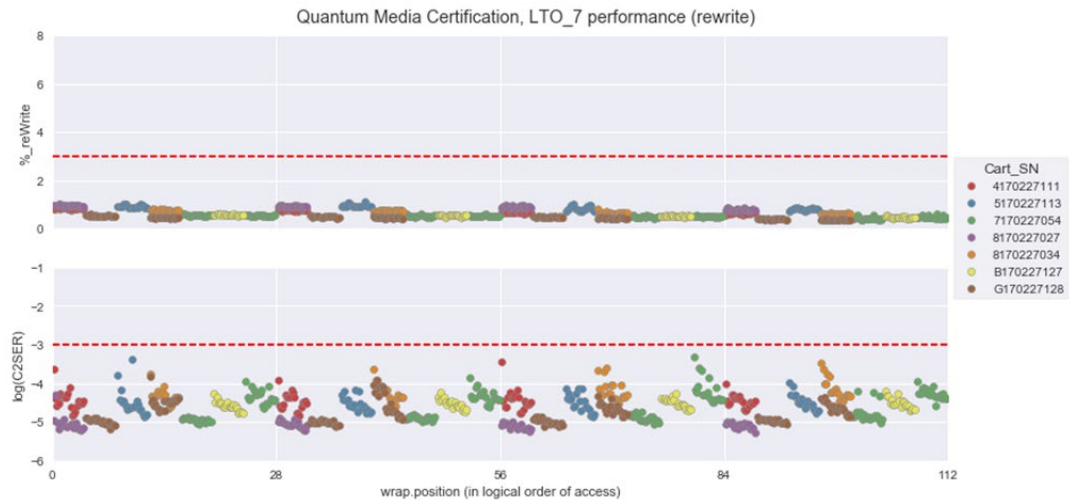 Quantum Media Certification, LTO_7 performance (rewrite)
8
6
4
2
0
%_reWrite
Cart_SN
4170227111
5170227113
7170227054
8170227027
8170227034
B170227127
G170227128
−1
−2
−3
−4
−5
−6
log(C2SER)
0 28 56 84 112
wrap.position (in logical order of access)